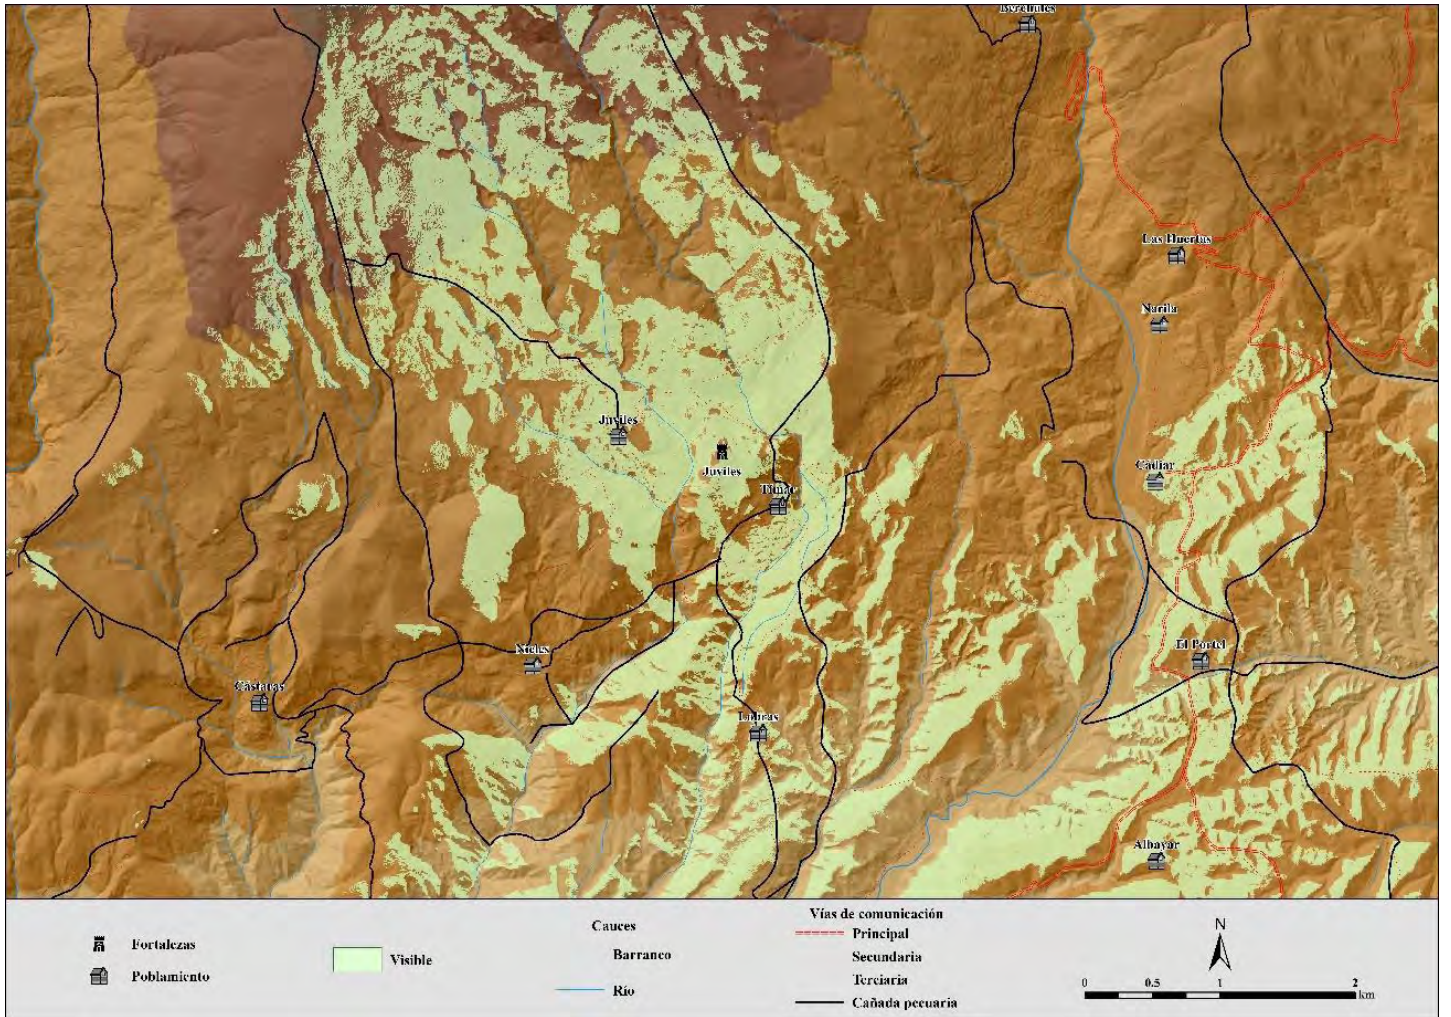 Bérchules
Las Huertas
Narila
Juviles
Juviles
Cádiar
Tímar
Nieles
El Portel
Cástaras
Lobras
Albayar
Fortalezas
Poblamiento
Visible
Cauces
Barranco
Río
Vías de comunicación
Principal
Secundaria
Terciaria
Cañada pecuaria
N
0 0.5 1 2
km